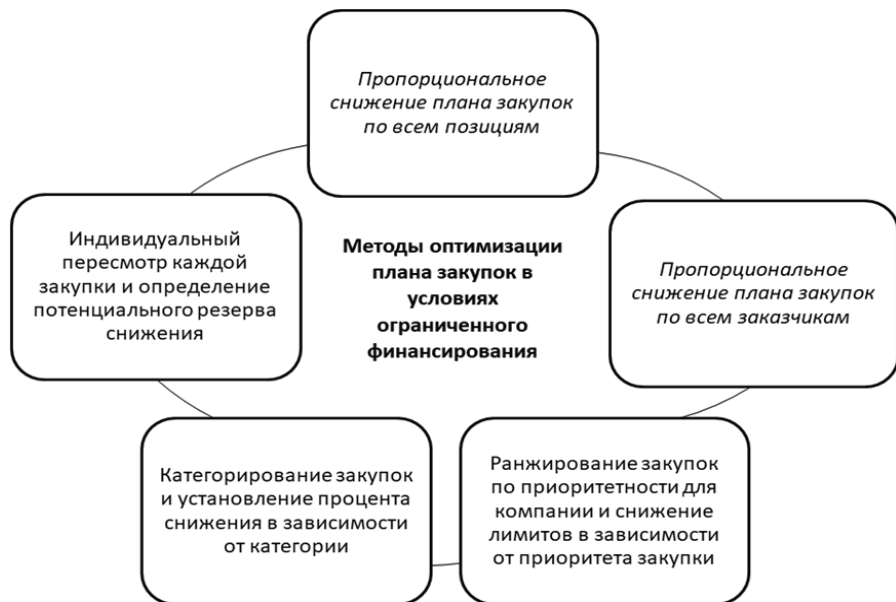 Пропорциональное
снижение плана закупок
по всем позициям
Пропорциональное
снижение плана закупок
по всем заказчикам
Ранжирование закупок
по приоритетности для
компании и снижение
лимитов в зависимости
от приоритета закупки
Категорирование закупок
и установление процента
снижения в зависимости
от категории
Индивидуальный
пересмотр каждой
закупки и определение
потенциального резерва
снижения
Методы оптимизации
плана закупок в
условиях
ограниченного
финансирования